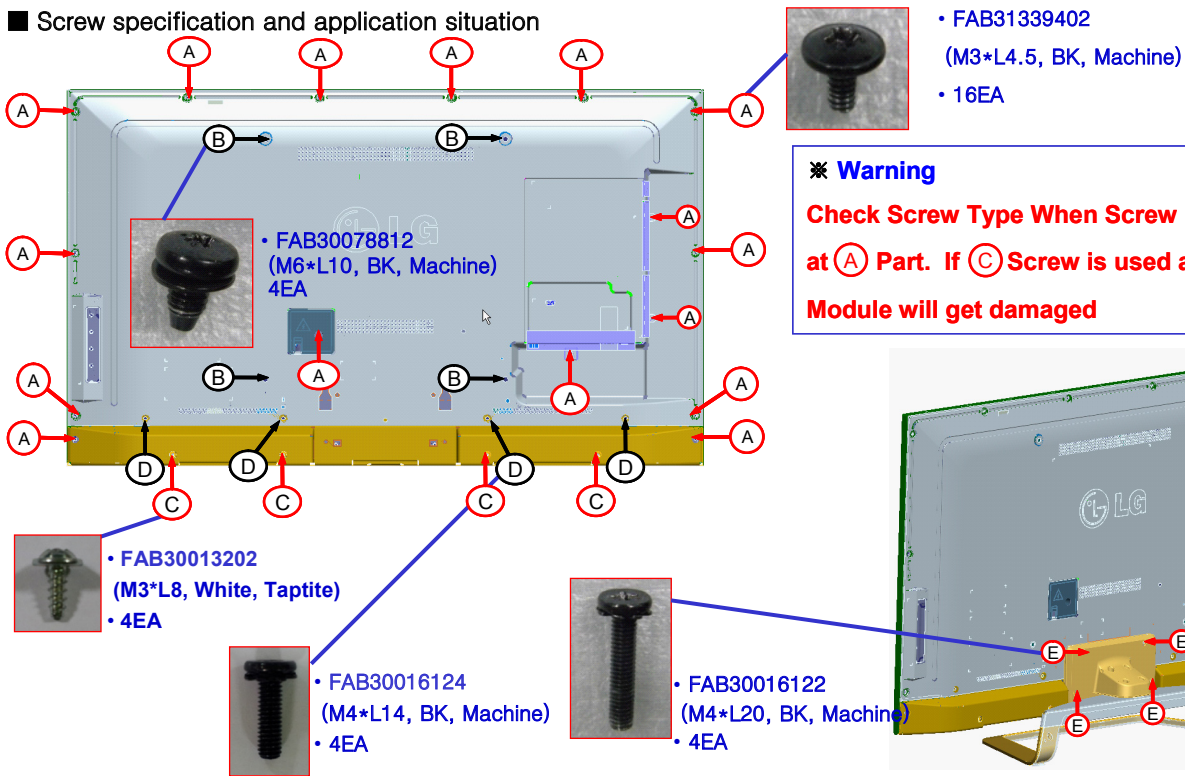 ■ Screw specification and application situation
• FAB31339402
(M3*L4.5, BK, Machine)
• 16EA
A
A
A
A
A
A
B
B
※ Warning
Check Screw Type When Screw
at A Part. If C Screw is used a
Module will get damaged
A
LG
• FAB30078812
(M6*L10, BK, Machine)
4EA
A
A
A
B
A
B
A
A
A
A
A
D
D
D
D
C
C
C
C
• FAB30013202
(M3*L8, White, Taptite)
• 4EA
• FAB30016124
(M4*L14, BK, Machine)
• 4EA
• FAB30016122
(M4*L20, BK, Machine)
• 4EA
LG
E
E
E
E